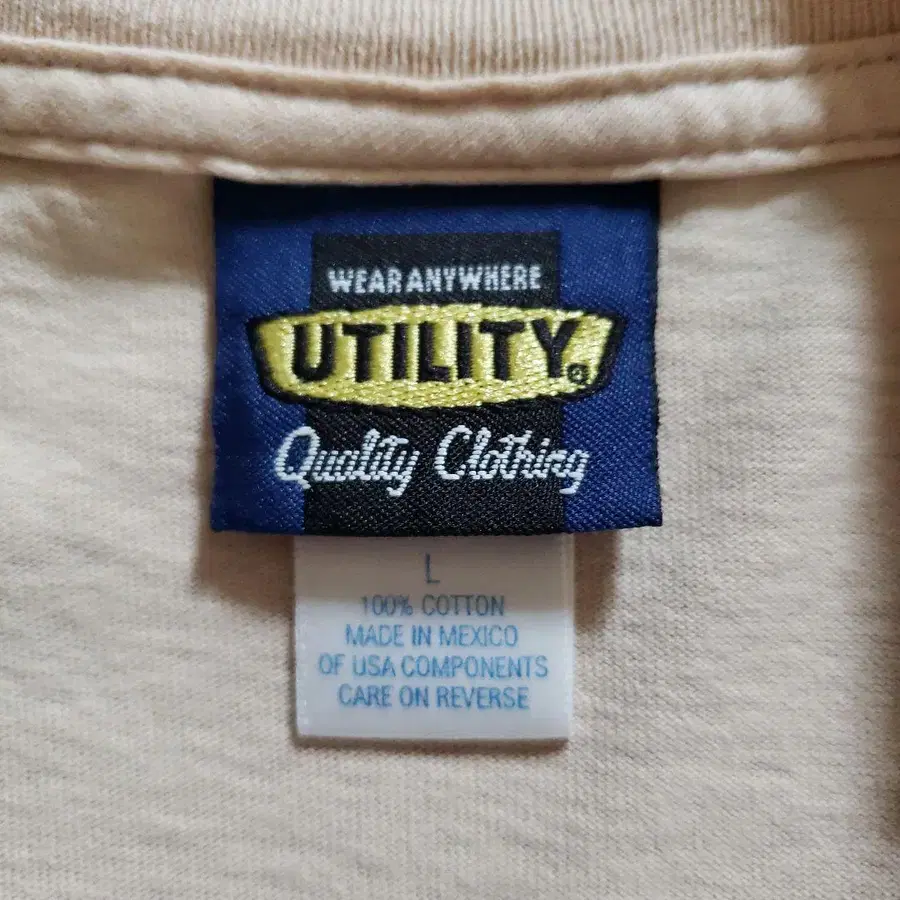 WEAR ANYWHERE
UTILITY®
Quality Clothing
L
100% COTTON
MADE IN MEXICO
OF USA COMPONENTS
CARE ON REVERSE